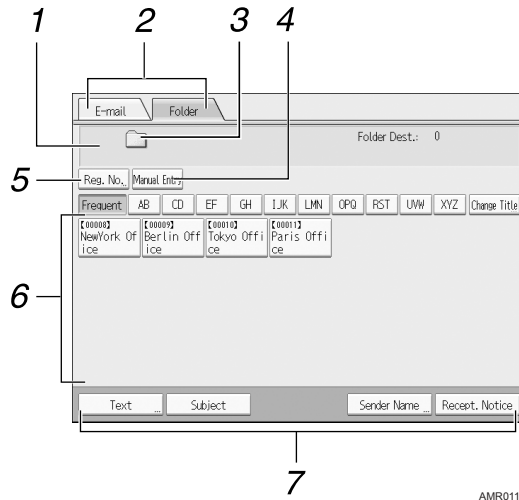 1 2 3 4
E-mail Folder
Folder Dest.: 0
5 Reg. No. Manual Entry
Frequent AB CD EF GH IJK LMN OPQ RST UVW XYZ Change Title
【00008】 【00009】 【00010】 【00011】
NewYork Of Berlin Off Tokyo Offi Paris Offi
ice ice ce ce
6
Text ... Subject Sender Name ... Recept. Notice
7
AMR011